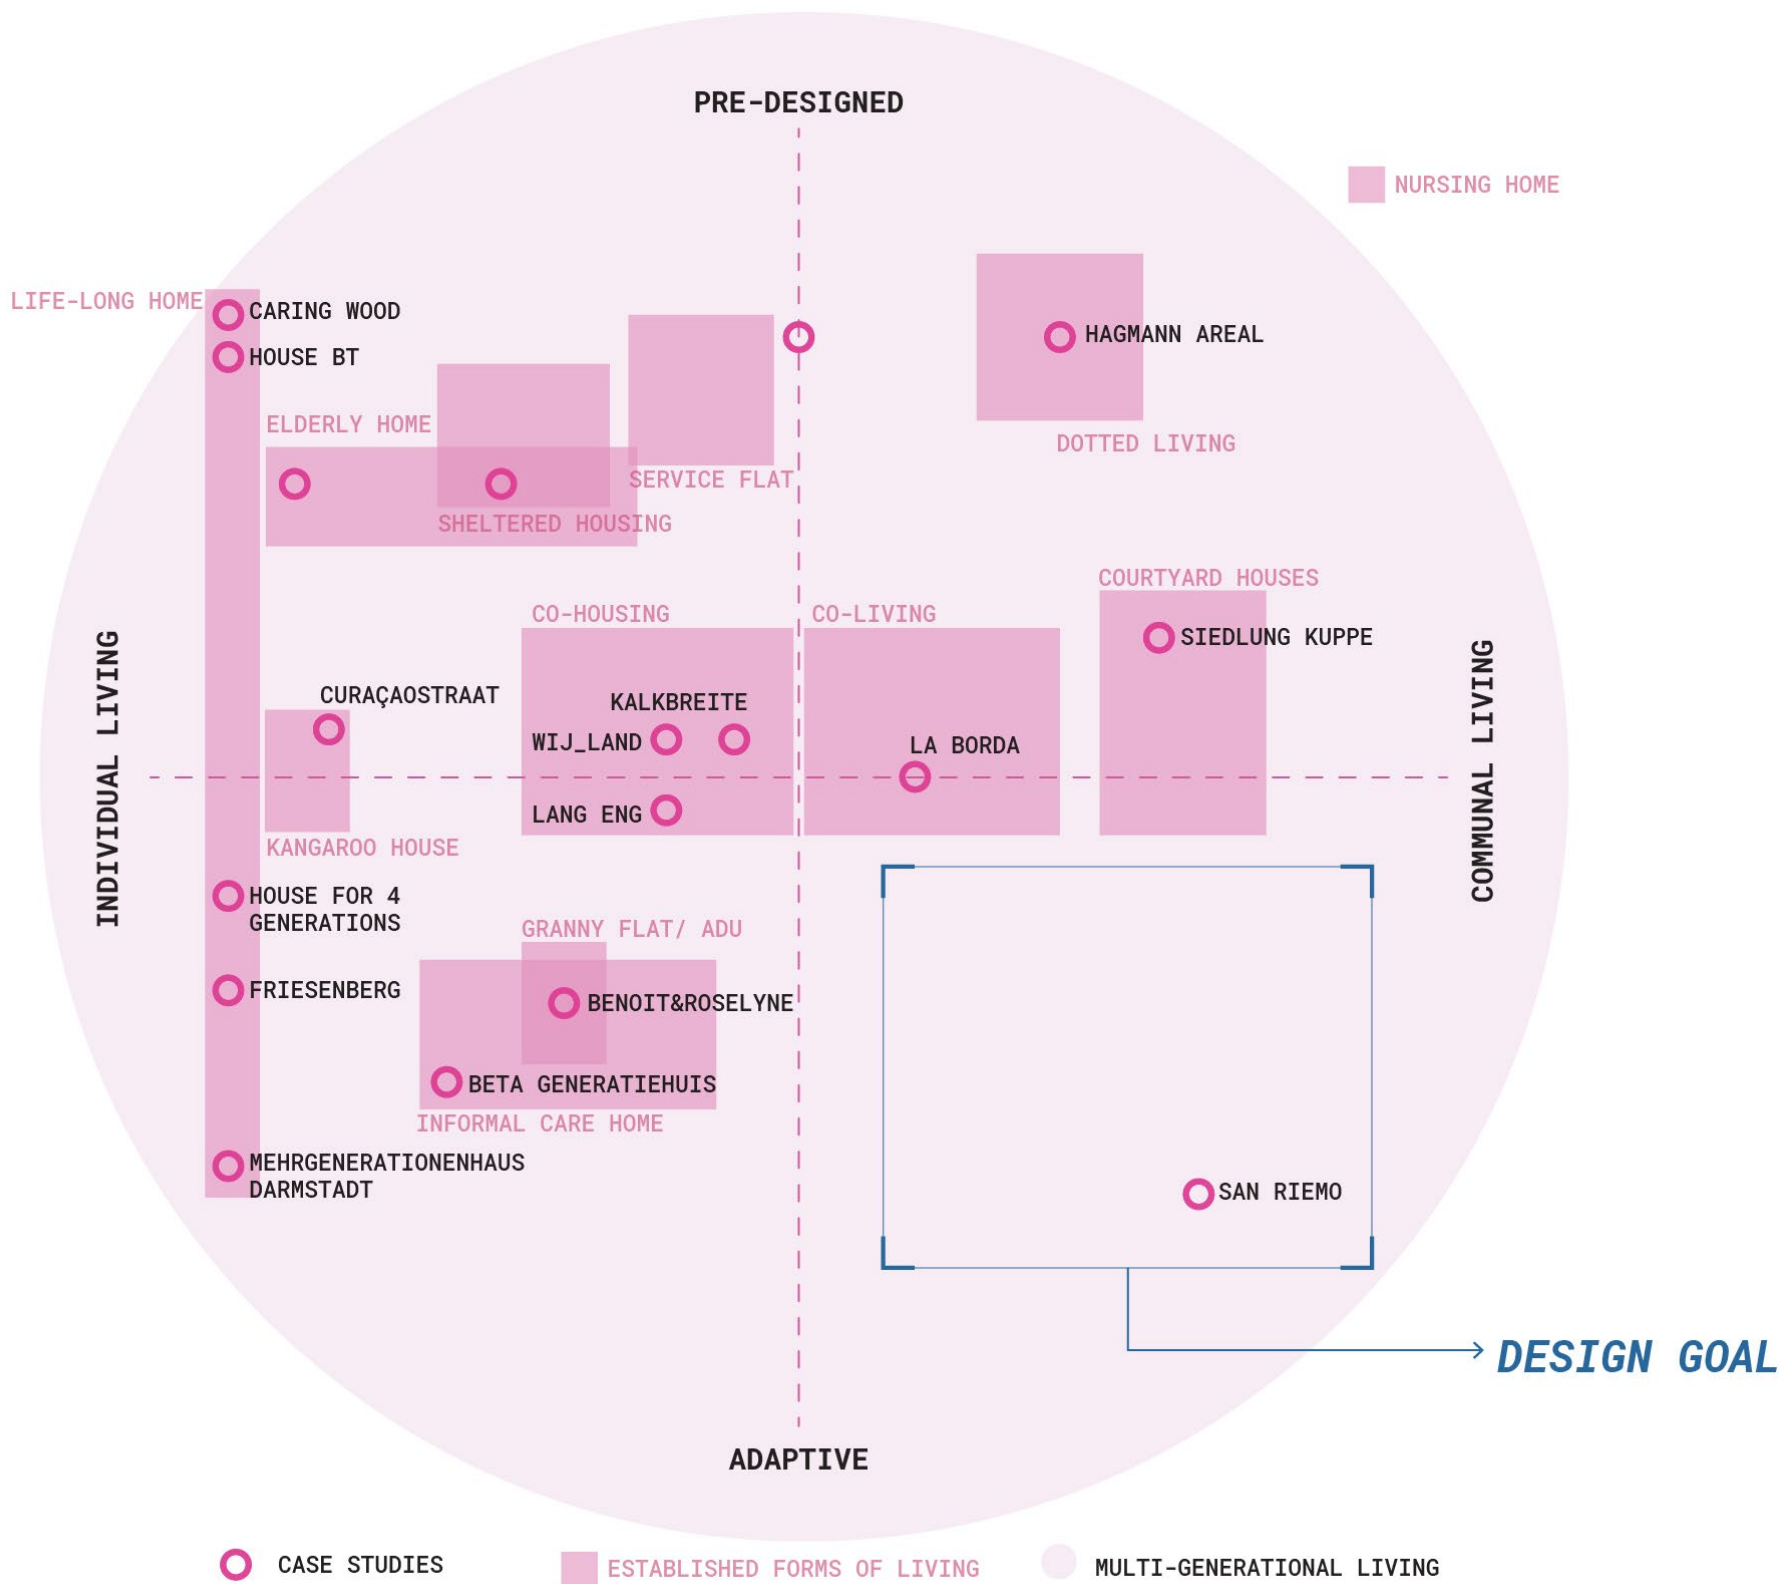 PRE-DESIGNED
NURSING HOME
LIFE-LONG HOME
CARING WOOD
HAGMANN AREAL
HOUSE BT
ELDERLY HOME
DOTTED LIVING
SERVICE FLAT
SHELTERED HOUSING
COURTYARD HOUSES
CO-HOUSING
CO-LIVING
SIEDLUNG KUPPE
INDIVIDUAL LIVING
COMMUNAL LIVING
CURAÇAOSTRAAT
KALKBREITE
WIJ_LAND
LA BORDA
LANG ENG
KANGAROO HOUSE
HOUSE FOR 4
GENERATIONS
GRANNY FLAT/ ADU
FRIESENBERG
BENOIT&ROSELYNE
BETA GENERATIEHUIS
INFORMAL CARE HOME
MEHRGENERATIONENHAUS
DARMSTADT
SAN RIEMO
DESIGN GOAL
ADAPTIVE
CASE STUDIES
ESTABLISHED FORMS OF LIVING
MULTI-GENERATIONAL LIVING